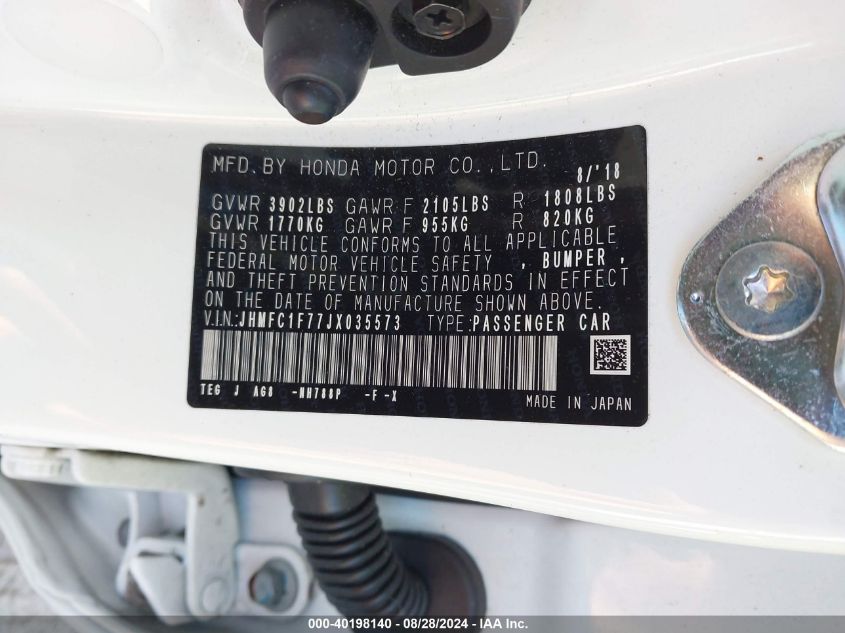 MFD. BY HONDA MOTOR CO., LTD. 8/'18
GVWR 3902LBS GAWR F 2105LBS R 1808LBS
GVWR 1770KG GAWR F 955KG R 820KG
THIS VEHICLE CONFORMS TO ALL APPLICABLE
FEDERAL MOTOR VEHICLE SAFETY , BUMPER ,
AND THEFT PREVENTION STANDARDS IN EFFECT
ON THE DATE OF MANUFACTURE SHOWN ABOVE.
V.I.N.:JHMFC1F77JX035573 TYPE:PASSENGER CAR
TEG J AG8 -NH788P -F-X
MADE IN JAPAN
000-40198140 - 08/28/2024 - IAA Inc.